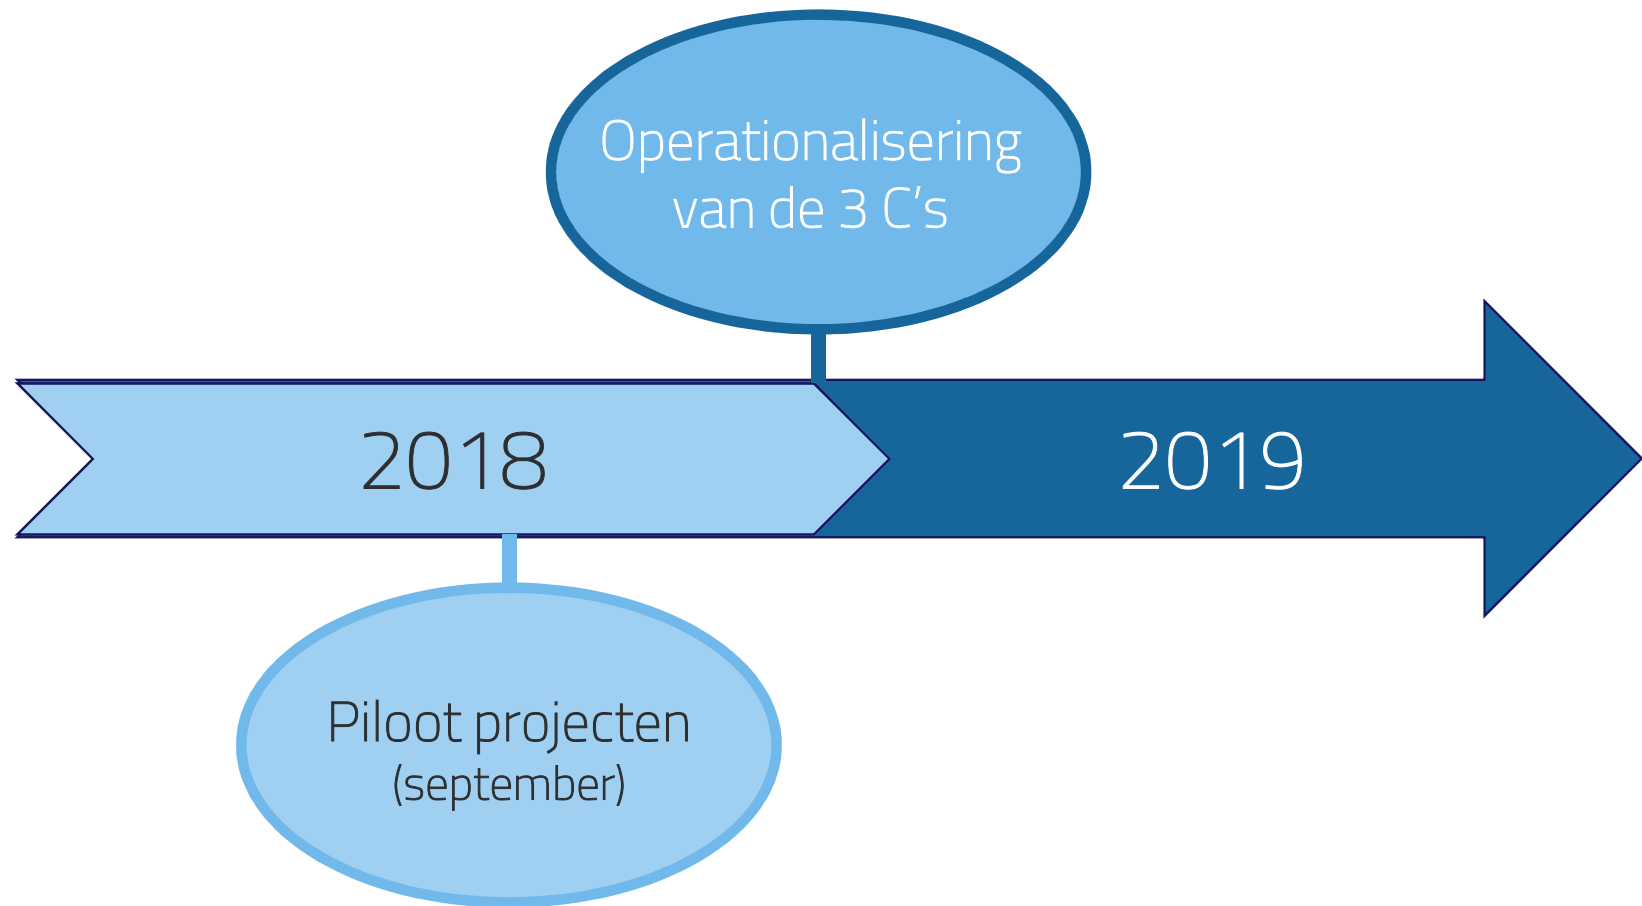 Operationalisering
van de 3 C's
2018
2019
Piloot projecten
(september)